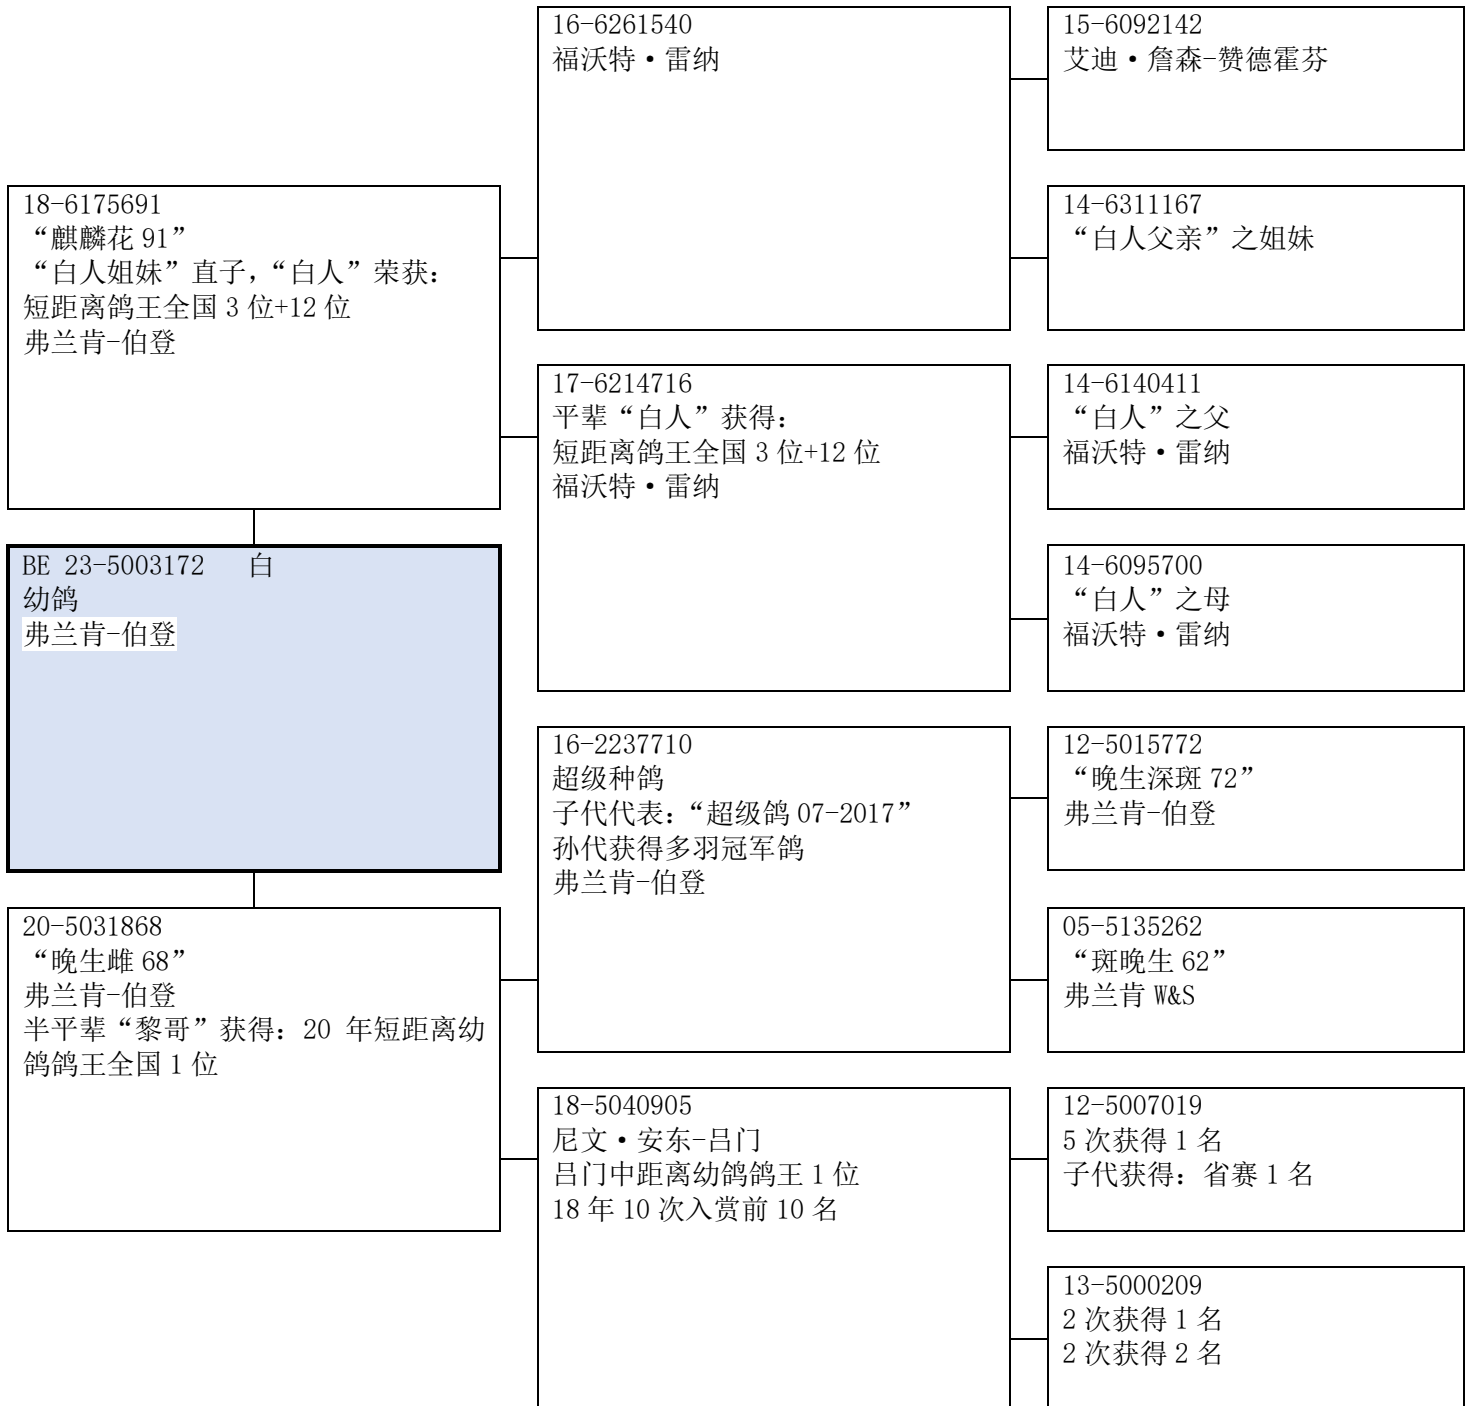 16-6261540
福沃特·雷纳
15-6092142
艾迪·詹森-赞德霍芬
18-6175691
“麒麟花 91”
“白人姐妹”直子，“白人”荣获：
短距离鸽王全国 3 位+12 位
弗兰肯-伯登
14-6311167
“白人父亲”之姐妹
17-6214716
平辈“白人”获得：
短距离鸽王全国 3 位+12 位
福沃特·雷纳
14-6140411
“白人”之父
福沃特·雷纳
BE 23-5003172 白
幼鸽
弗兰肯-伯登
14-6095700
“白人”之母
福沃特·雷纳
16-2237710
超级种鸽
子代代表：“超级鸽 07-2017”
孙代获得多羽冠军鸽
弗兰肯-伯登
12-5015772
“晚生深斑 72”
弗兰肯-伯登
20-5031868
“晚生雌 68”
弗兰肯-伯登
半平辈“黎哥”获得：20 年短距离幼
鸽鸽王全国 1 位
05-5135262
“斑晚生 62”
弗兰肯 W&S
18-5040905
尼文·安东-吕门
吕门中距离幼鸽鸽王 1 位
18 年 10 次入赏前 10 名
12-5007019
5 次获得 1 名
子代获得：省赛 1 名
13-5000209
2 次获得 1 名
2 次获得 2 名